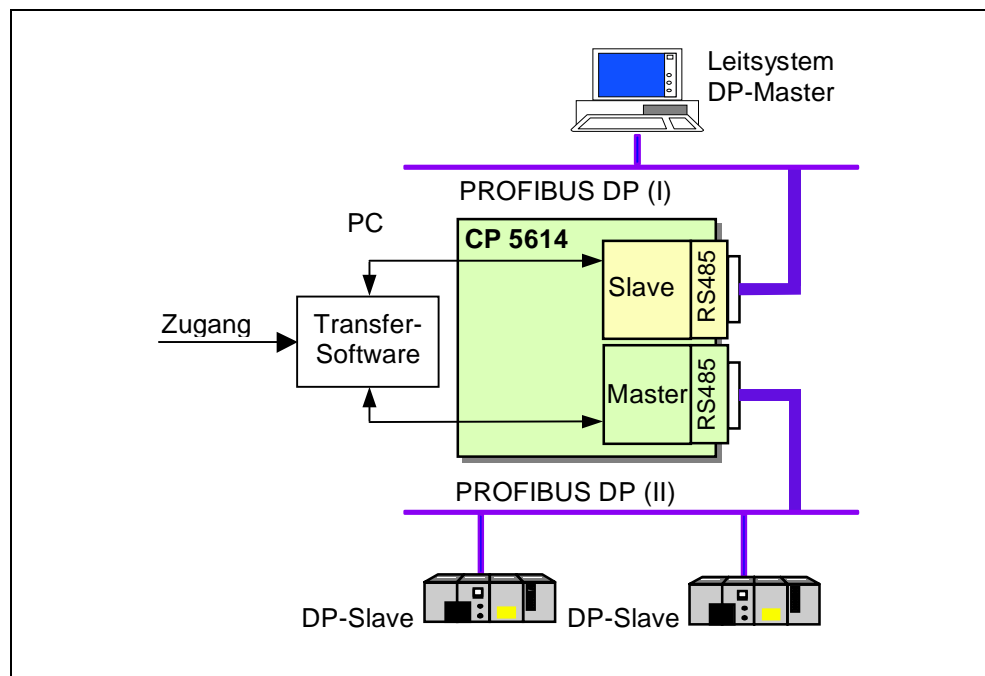 Leitsystem
DP-Master
PROFIBUS DP (I)
PC
CP 5614
Slave
RS485
Zugang
Transfer-
Software
Master
RS485
PROFIBUS DP (II)
DP-Slave
DP-Slave